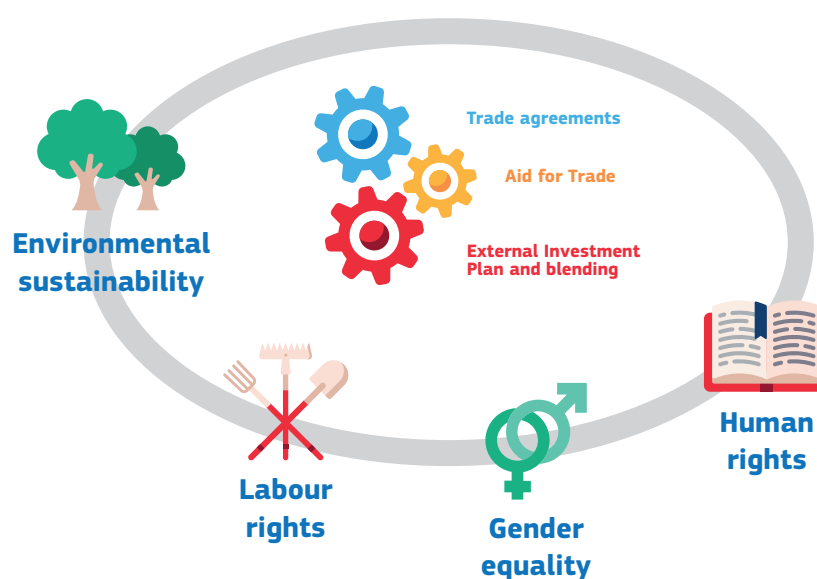 Trade agreements
Aid for Trade
Environmental
sustainability
External Investment
Plan and blending
Human
rights
Labour
rights
Gender
equality